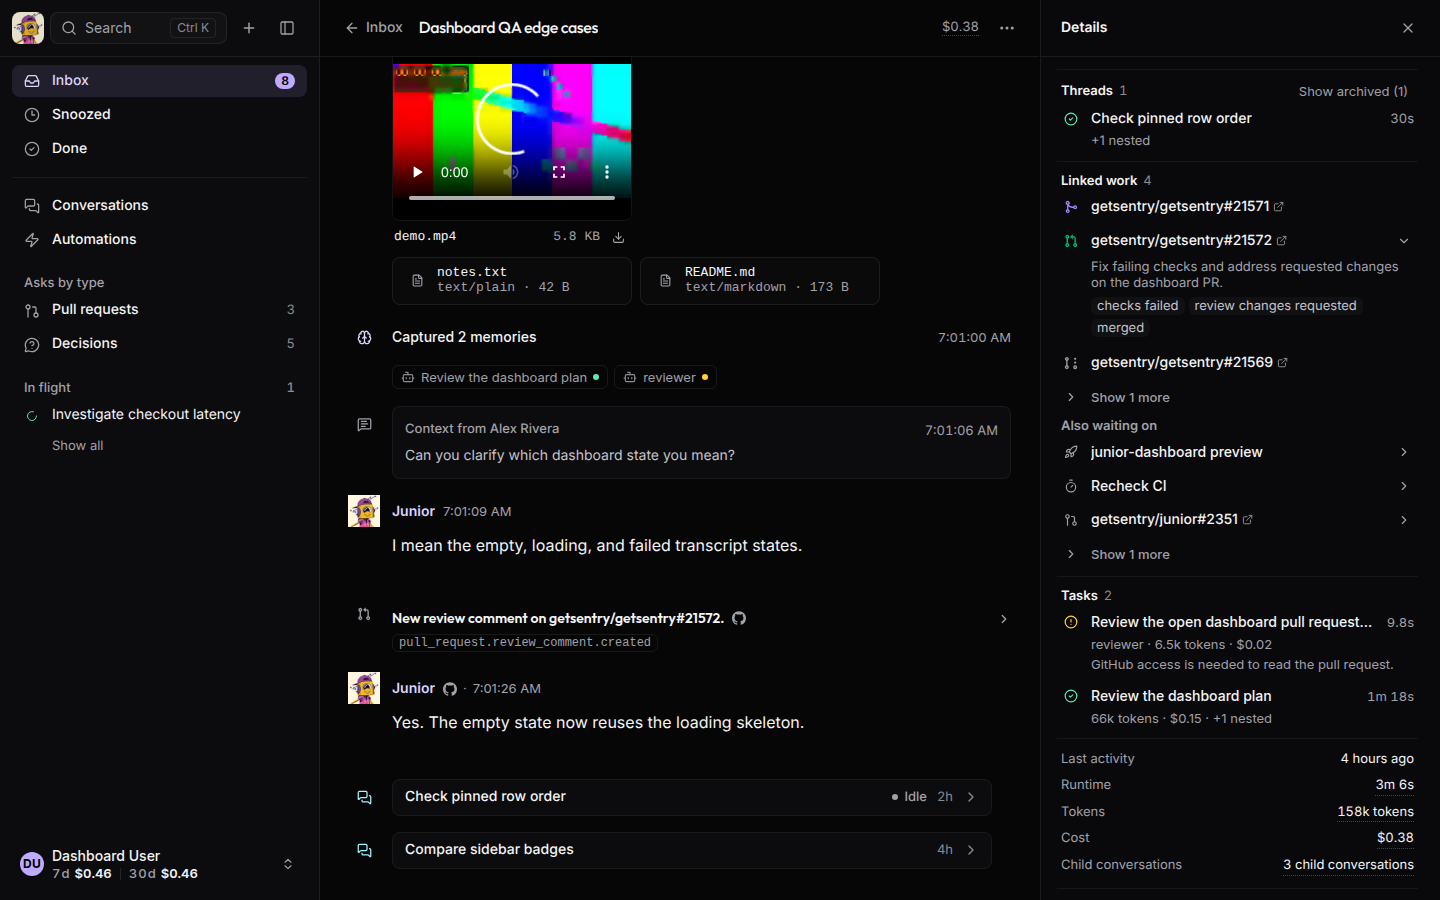 Search
Ctrl K
Inbox
8
Snoozed
Done
Conversations
Automations
Asks by type
Pull requests
3
Decisions
5
In flight
1
Investigate checkout latency
Show all
DU
Dashboard User
7d $0.46 | 30d $0.46
Inbox
Dashboard QA edge cases
$0.38
0:00
demo.mp4
5.8 KB
notes.txt
text/plain · 42 B
README.md
text/markdown · 173 B
Captured 2 memories
7:01:00 AM
Review the dashboard plan
reviewer
Context from Alex Rivera
7:01:06 AM
Can you clarify which dashboard state you mean?
Junior 7:01:09 AM
I mean the empty, loading, and failed transcript states.
New review comment on getsentry/getsentry#21572.
pull_request.review_comment.created
Junior · 7:01:26 AM
Yes. The empty state now reuses the loading skeleton.
Check pinned row order
Idle 2h
Compare sidebar badges
4h
Details
Threads 1
Show archived (1)
Check pinned row order
30s
+1 nested
Linked work 4
getsentry/getsentry#21571
getsentry/getsentry#21572
Fix failing checks and address requested changes
on the dashboard PR.
checks failed
review changes requested
merged
getsentry/getsentry#21569
Show 1 more
Also waiting on
junior-dashboard preview
Recheck CI
getsentry/junior#2351
Show 1 more
Tasks 2
Review the open dashboard pull request...
9.8s
reviewer · 6.5k tokens · $0.02
GitHub access is needed to read the pull request.
Review the dashboard plan
1m 18s
66k tokens · $0.15 · +1 nested
Last activity
4 hours ago
Runtime
3m 6s
Tokens
158k tokens
Cost
$0.38
Child conversations
3 child conversations